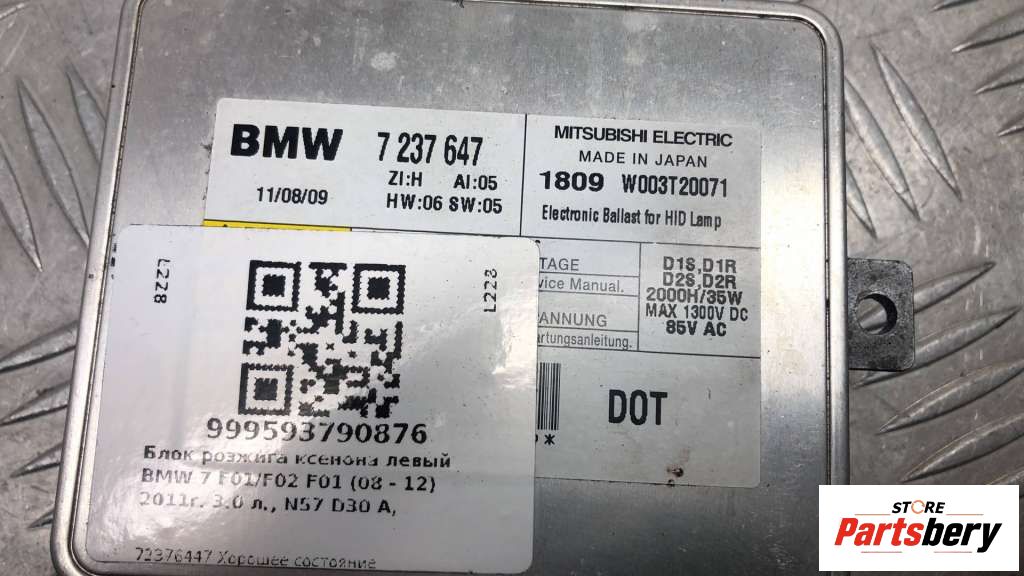 BMW 7 237 647
ZI:H AI:05
11/08/09 HW:06 SW:05
MITSUBISHI ELECTRIC
MADE IN JAPAN
1809 W003T20071
Electronic Ballast for HID Lamp
TAGE
vice Manual.
PANNUNG
artungsanleitung.
D1S,D1R
D2S,D2R
2000H/35W
MAX 1300V DC
85V AC
DOT
L228
L228
999593790876
Блок розжига ксенона левый
BMW 7 F01/F02 F01 (08 - 12)
2011г. 3.0 л., N57 D30 A,
72376447 Хорошее состояние
STORE
Partsbery